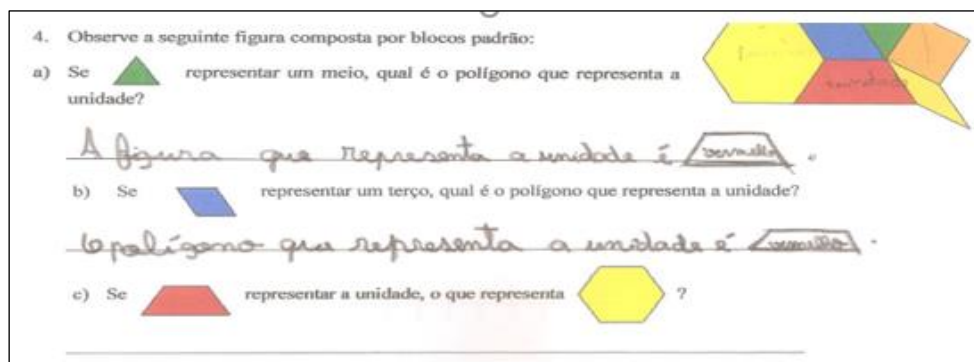 4. Observe a seguinte figura composta por blocos padrão:
a) Se representar um meio, qual é o polígono que representa a
unidade?
A figura que representa a unidade é vermelho .
b) Se representar um terço, qual é o polígono que representa a unidade?
O polígono que representa a unidade é vermelho .
c) Se representar a unidade, o que representa ?